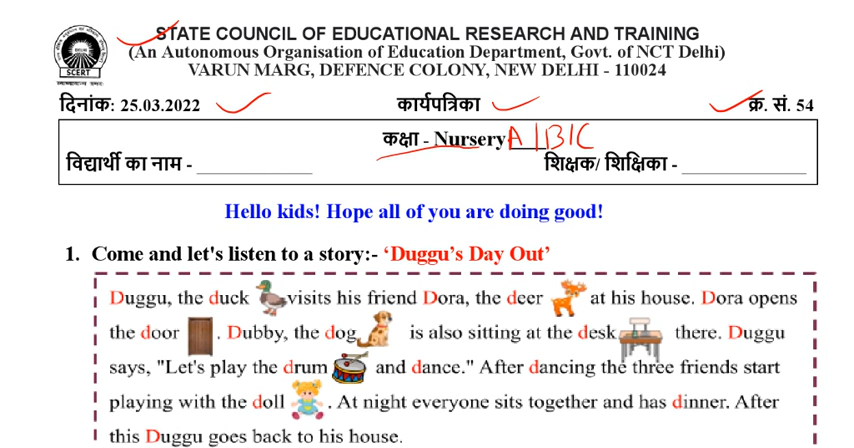 STATE COUNCIL OF EDUCATIONAL RESEARCH AND TRAINING
(An Autonomous Organisation of Education Department, Govt. of NCT Delhi)
VARUN MARG, DEFENCE COLONY, NEW DELHI - 110024
SCERT
दिनांक: 25.03.2022 कार्यपत्रिका क्र. सं. 54
कक्षा - Nursery A|B|C
विद्यार्थी का नाम - ____________ शिक्षक/ शिक्षिका - ____________
Hello kids! Hope all of you are doing good!
1. Come and let's listen to a story:- ‘Duggu’s Day Out’
Duggu, the duck visits his friend Dora, the deer at his house. Dora opens
the door . Dubby, the dog is also sitting at the desk there. Duggu
says, "Let's play the drum and dance." After dancing the three friends start
playing with the doll . At night everyone sits together and has dinner. After
this Duggu goes back to his house.